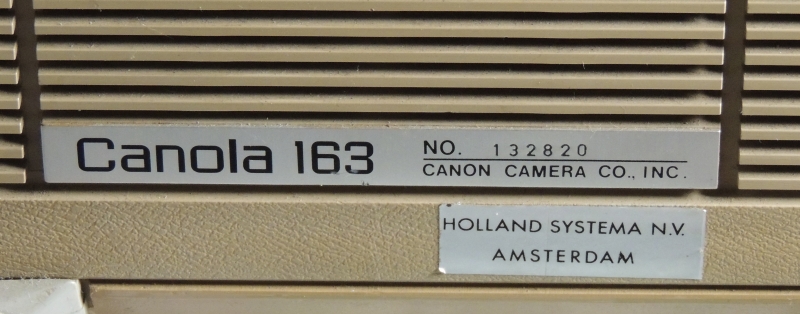 Canola 163
NO. 132820
CANON CAMERA CO., INC.
HOLLAND SYSTEMA N.V.
AMSTERDAM